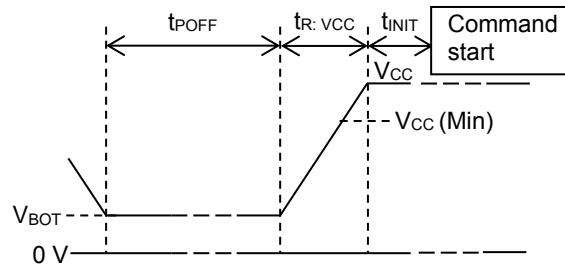 tPOFF
tR: VCC
tINIT
Command
start
VCC
VCC (Min)
VBOT
0 V